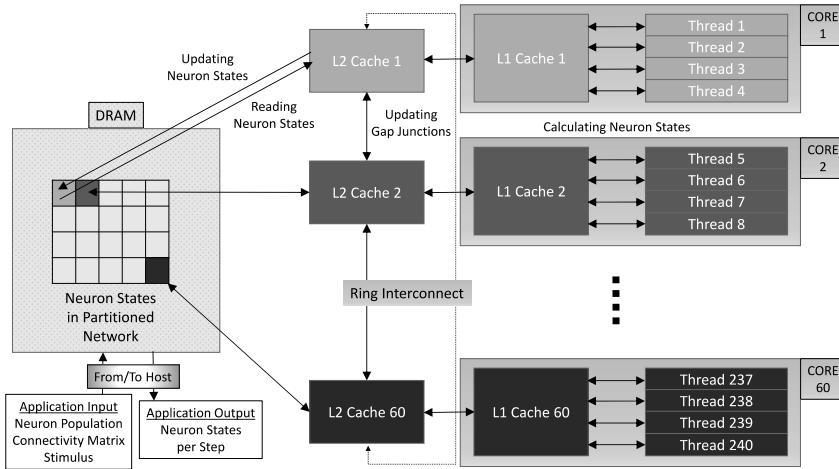 Updating
Neuron States
Reading
Neuron States
DRAM
Neuron States
in Partitioned
Network
From/To Host
Application Input
Neuron Population
Connectivity Matrix
Stimulus
Application Output
Neuron States
per Step
L2 Cache 1
Updating
Gap Junctions
L2 Cache 2
Ring Interconnect
L2 Cache 60
CORE
1
L1 Cache 1
Thread 1
Thread 2
Thread 3
Thread 4
Calculating Neuron States
CORE
2
L1 Cache 2
Thread 5
Thread 6
Thread 7
Thread 8
CORE
60
L1 Cache 60
Thread 237
Thread 238
Thread 239
Thread 240